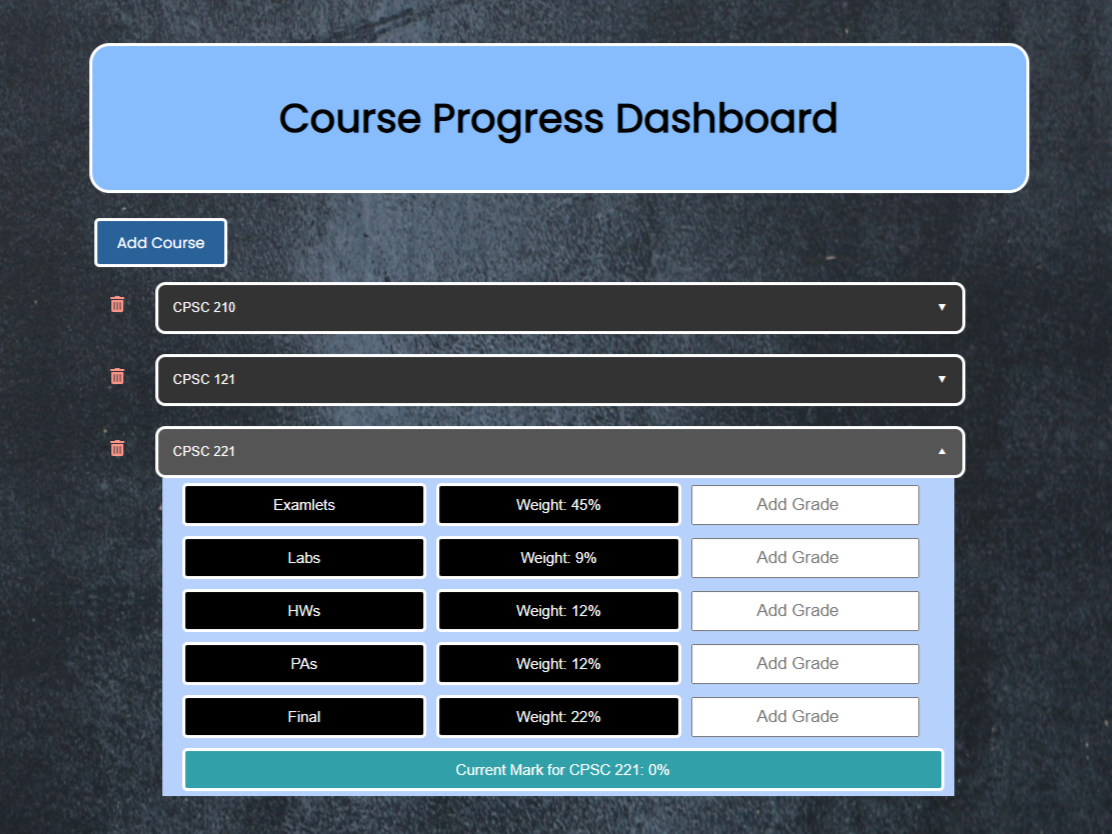 Course Progress Dashboard
Add Course
CPSC 210 ▼
CPSC 121 ▼
CPSC 221 ▲
Examlets Weight: 45% Add Grade
Labs Weight: 9% Add Grade
HWs Weight: 12% Add Grade
PAs Weight: 12% Add Grade
Final Weight: 22% Add Grade
Current Mark for CPSC 221: 0%